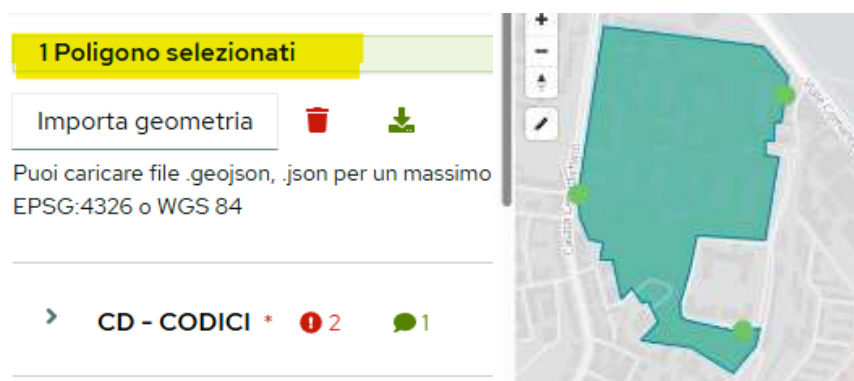 1 Poligono selezionati
Importa geometria
Puoi caricare file .geojson, .json per un massimo
EPSG:4326 o WGS 84
CD - CODICI * 2 1